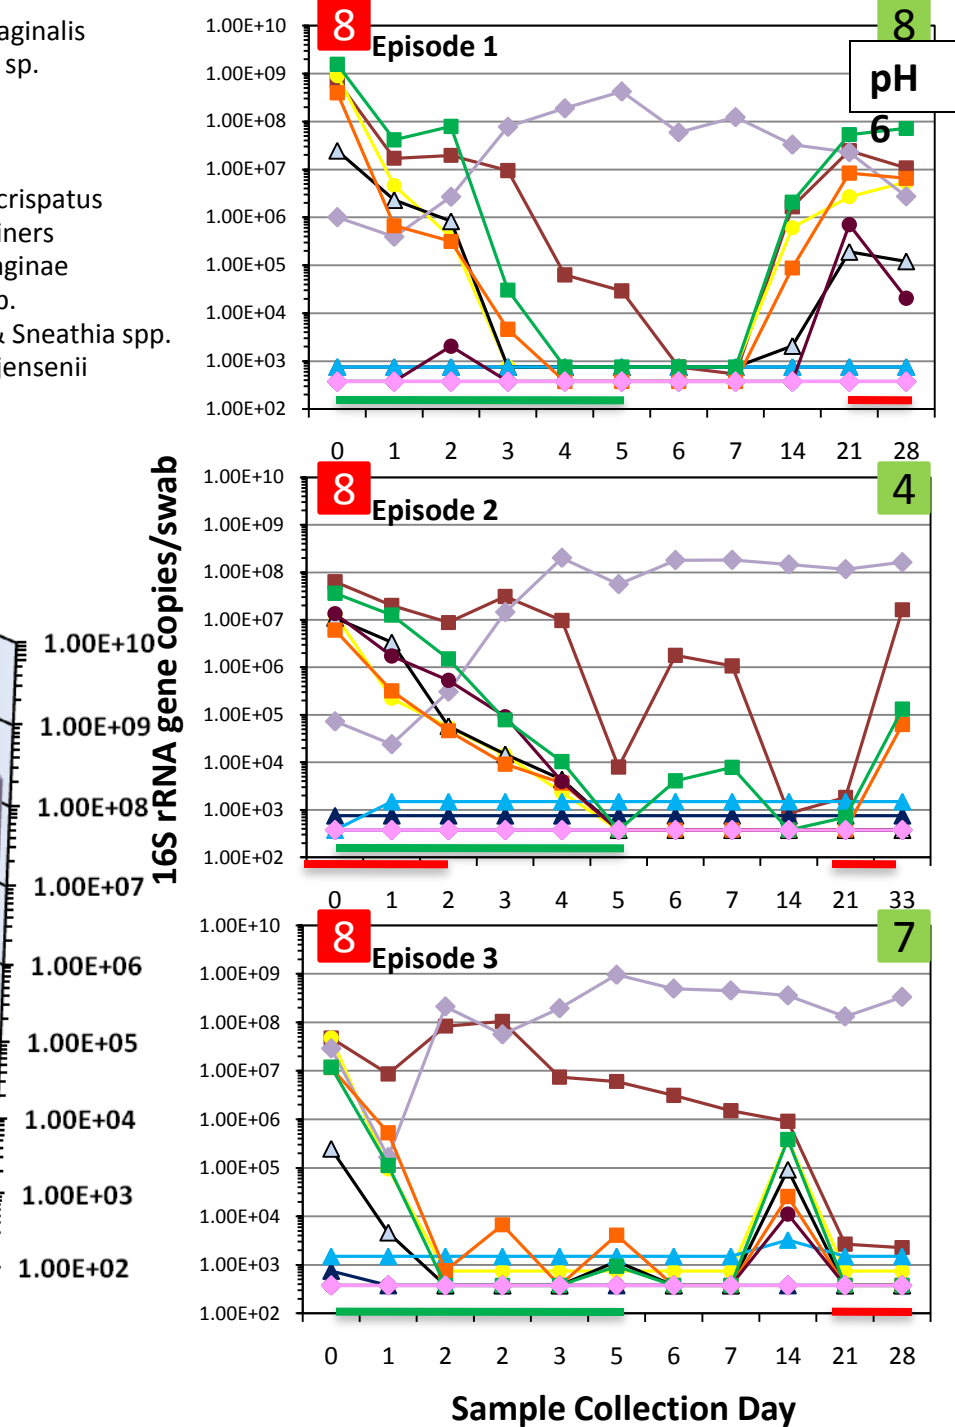 aginalis
sp.
crispatus
iners
aginae
p.
& Sneathia spp.
jensenii
1.00E+10
1.00E+09
1.00E+08
1.00E+07
1.00E+06
1.00E+05
1.00E+04
1.00E+03
1.00E+02
16S rRNA gene copies/swab
8
Episode 1
8
pH
6
1.00E+10
1.00E+09
1.00E+08
1.00E+07
1.00E+06
1.00E+05
1.00E+04
1.00E+03
1.00E+02
0 1 2 3 4 5 6 7 14 21 28
8
Episode 2
4
1.00E+10
1.00E+09
1.00E+08
1.00E+07
1.00E+06
1.00E+05
1.00E+04
1.00E+03
1.00E+02
0 1 2 3 4 5 6 7 14 21 33
8
Episode 3
7
1.00E+10
1.00E+09
1.00E+08
1.00E+07
1.00E+06
1.00E+05
1.00E+04
1.00E+03
1.00E+02
0 1 2 2 3 5 6 7 14 21 28
Sample Collection Day